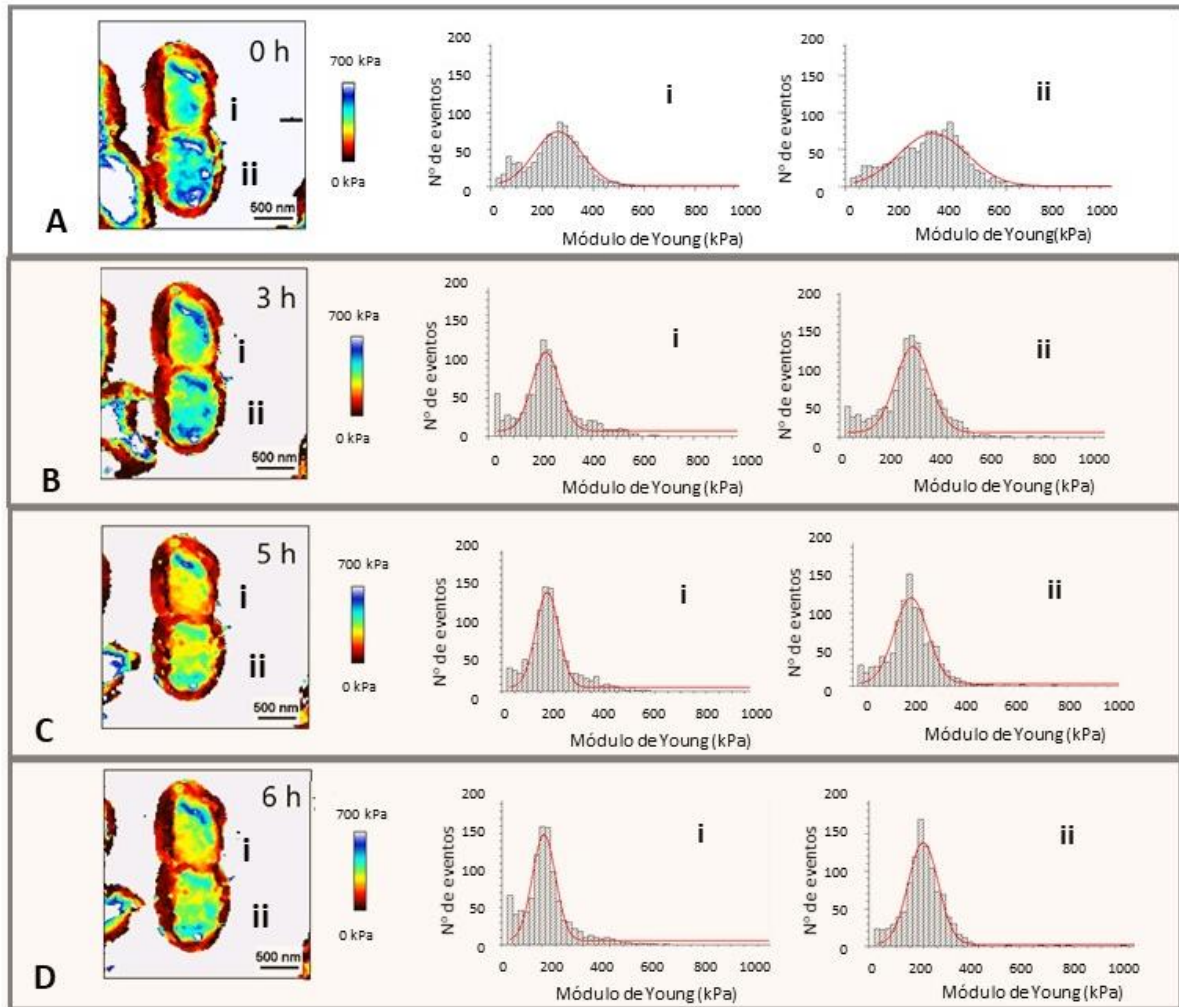 0 h
i
ii
500 nm
A
700 kPa
0 kPa
200
150
100
50
0
Nº de eventos
0 200 400 600 800 1000
Módulo de Young (kPa)
i
200
150
100
50
0
Nº de eventos
0 200 400 600 800 1000
Módulo de Young(kPa)
ii
3 h
i
ii
500 nm
B
700 kPa
0 kPa
200
150
100
50
0
Nº de eventos
0 200 400 600 800 1000
Módulo de Young (kPa)
i
200
150
100
50
0
Nº de eventos
0 200 400 600 800 1000
Módulo de Young (kPa)
ii
5 h
i
ii
500 nm
C
700 kPa
0 kPa
200
150
100
50
0
Nº de eventos
0 200 400 600 800 1000
Módulo de Young (kPa)
i
200
150
100
50
0
Nº de eventos
0 200 400 600 800 1000
Módulo de Young (kPa)
ii
6 h
i
ii
500 nm
D
700 kPa
0 kPa
200
150
100
50
0
Nº de eventos
0 200 400 600 800 1000
Módulo de Young (kPa)
i
200
150
100
50
0
Nº de eventos
0 200 400 600 800 1000
Módulo de Young (kPa)
ii